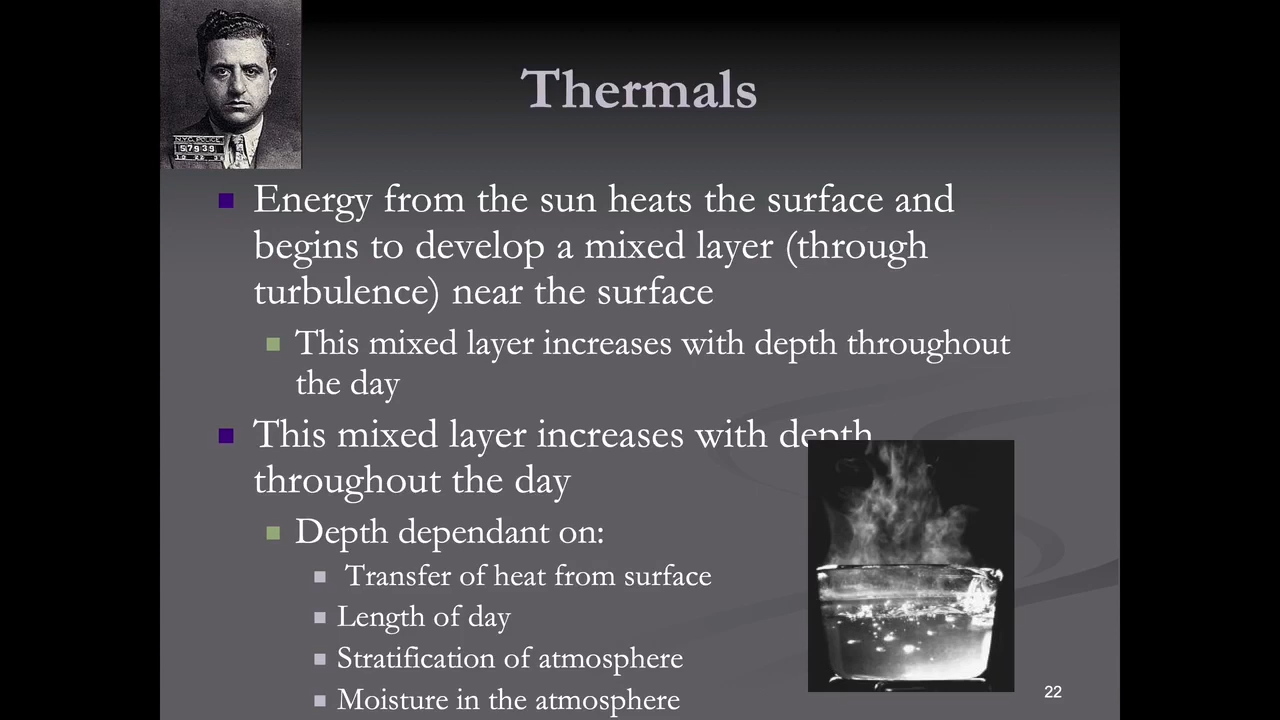 N.Y.C. POLICE
57939
Thermals
Energy from the sun heats the surface and
begins to develop a mixed layer (through
turbulence) near the surface
This mixed layer increases with depth throughout
the day
This mixed layer increases with depth
throughout the day
Depth dependant on:
Transfer of heat from surface
Length of day
Stratification of atmosphere
Moisture in the atmosphere
22